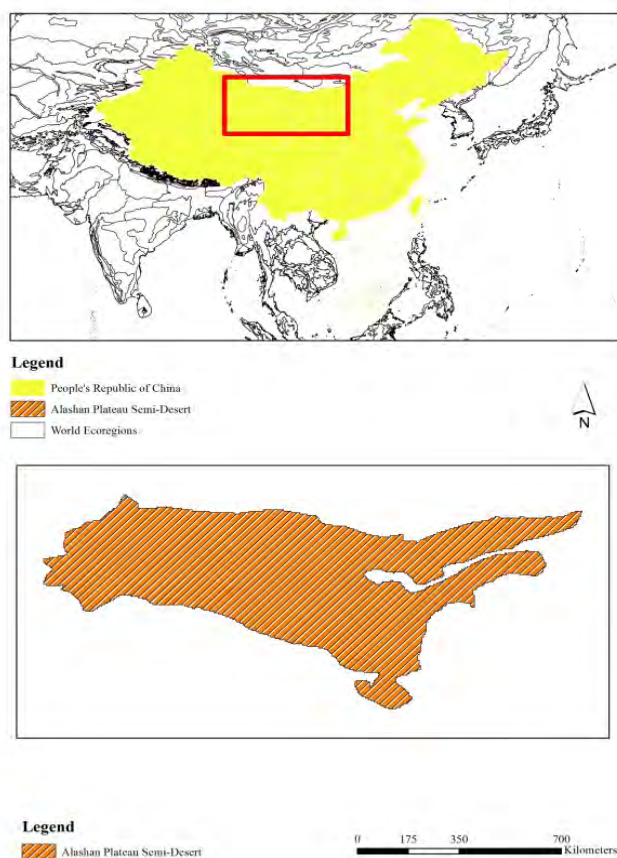 Legend
People's Republic of China
Alashan Plateau Semi-Desert
World Ecoregions
N
Legend
Alashan Plateau Semi-Desert
0 175 350 700
Kilometers